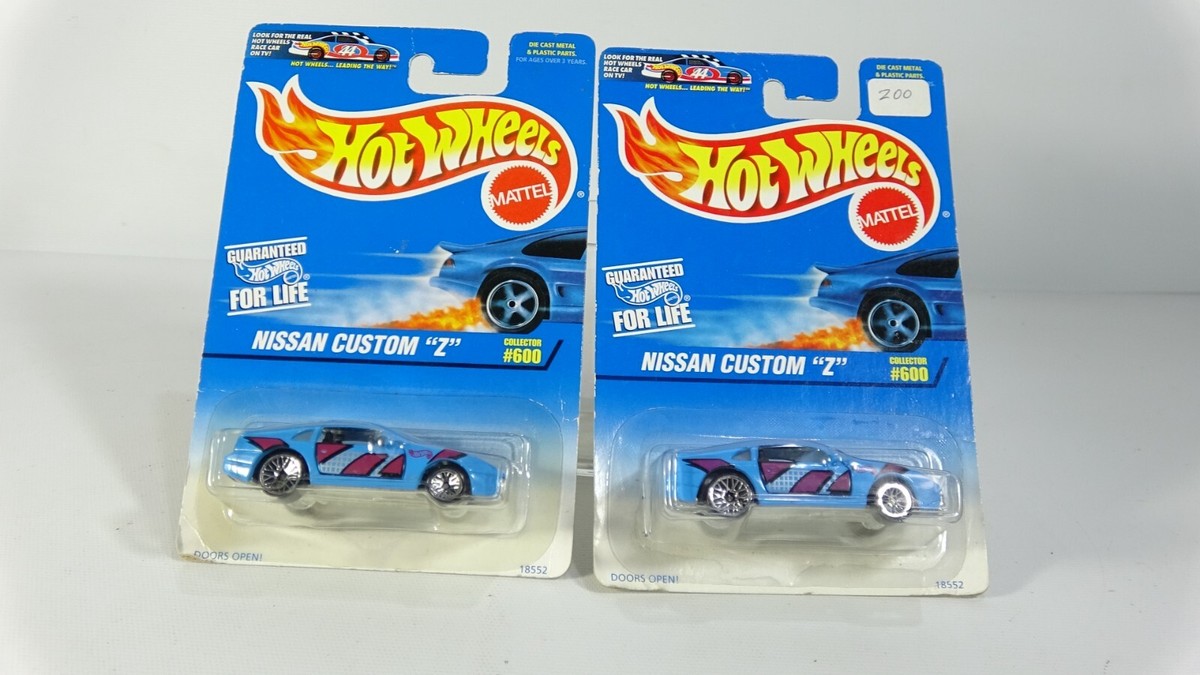 LOOK FOR THE REAL
HOT WHEELS
RACE CAR
ON TV!
44
HOT WHEELS... LEADING THE WAY!™
DIE CAST METAL
& PLASTIC PARTS.
FOR AGES OVER 3 YEARS.
HOT WHEELS
MATTEL
®
GUARANTEED
HOT WHEELS
®
FOR LIFE
NISSAN CUSTOM "Z"
COLLECTOR
#600
DOORS OPEN!
18552
LOOK FOR THE REAL
HOT WHEELS
RACE CAR
ON TV!
44
HOT WHEELS... LEADING THE WAY!™
DIE CAST METAL
& PLASTIC PARTS.
200
HOT WHEELS
MATTEL
®
GUARANTEED
HOT WHEELS
®
FOR LIFE
NISSAN CUSTOM "Z"
COLLECTOR
#600
DOORS OPEN!
18552